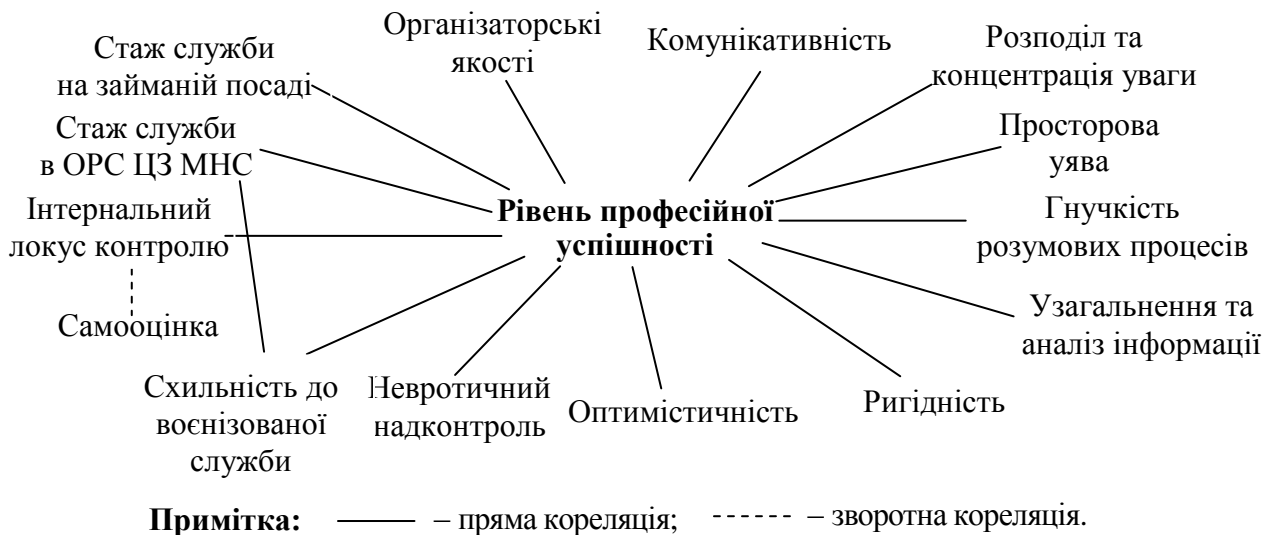 Стаж служби
на займаній посаді
Організаторські
якості
Комунікативність
Розподіл та
концентрація уваги
Стаж служби
в ОРС ЦЗ МНС
Просторова
уява
Інтернальний
локус контролю
Рівень професійної
успішності
Гнучкість
розумових процесів
Самооцінка
Узагальнення та
аналіз інформації
Схильність до
воєнізованої
служби
Невротичний
надконтроль
Оптимістичність
Ригідність
Примітка: – пряма кореляція; – зворотна кореляція.